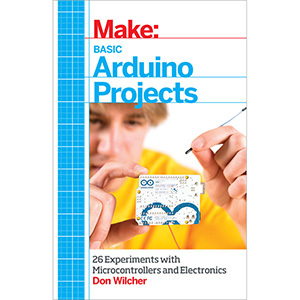 Make:
BASIC
Arduino
Projects
26 Experiments with
Microcontrollers and Electronics
Don Wilcher